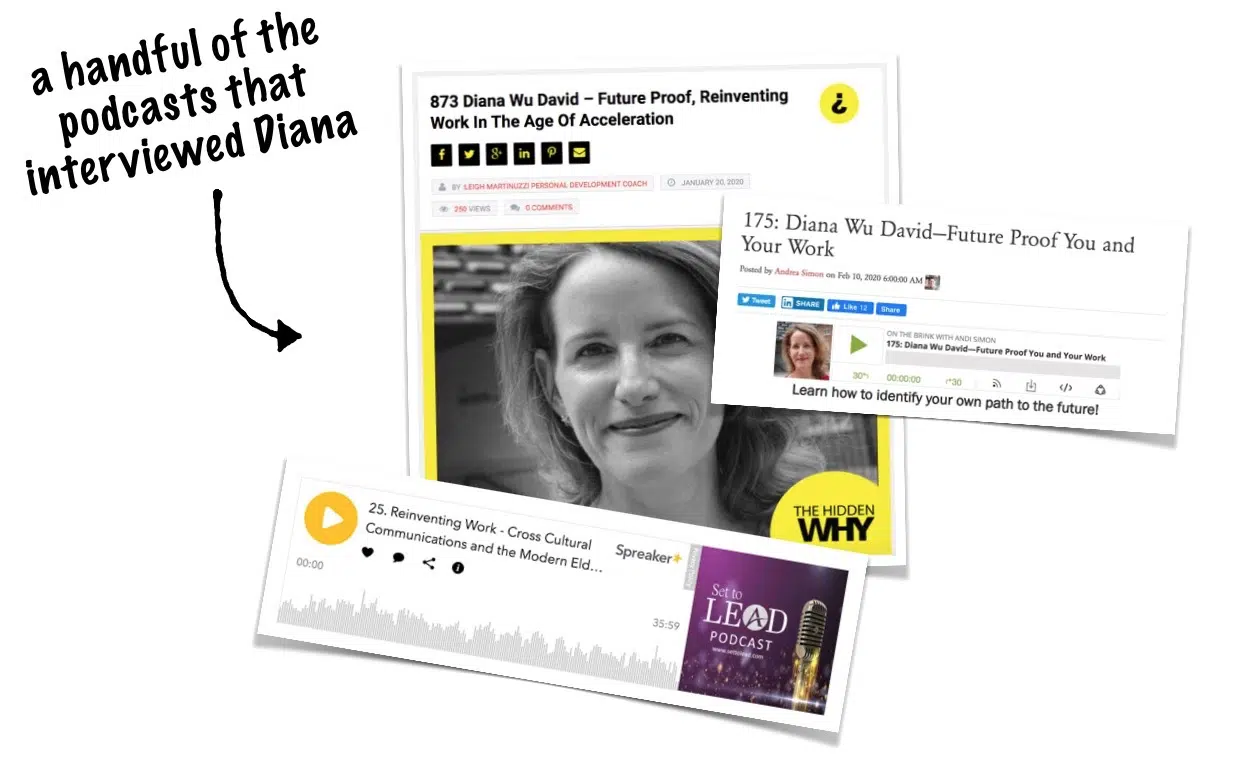 a handful of the
podcasts that
interviewed Diana
873 Diana Wu David – Future Proof, Reinventing
Work In The Age Of Acceleration
BY LEIGH MARTINUZZI PERSONAL DEVELOPMENT COACH
JANUARY 20, 2020
250 VIEWS
0 COMMENTS
THE HIDDEN
WHY
175: Diana Wu David—Future Proof You and
Your Work
Posted by Andrea Simon on Feb 10, 2020 6:00:00 AM
Tweet
SHARE
Like 12
Share
ON THE BRINK WITH ANDI SIMON
175: Diana Wu David—Future Proof You and Your Work
30
00:00:00
30
Learn how to identify your own path to the future!
25. Reinventing Work - Cross Cultural
Communications and the Modern Eld...
Spreaker
00:00
35:59
Set to
LEAD
PODCAST